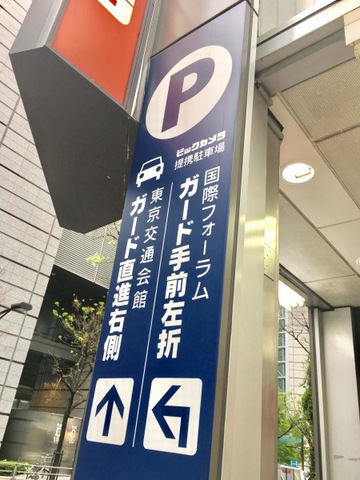 P
ビックカメラ
提携駐車場
国際フォーラム
ガード手前左折
東京交通会館
ガード直進右側